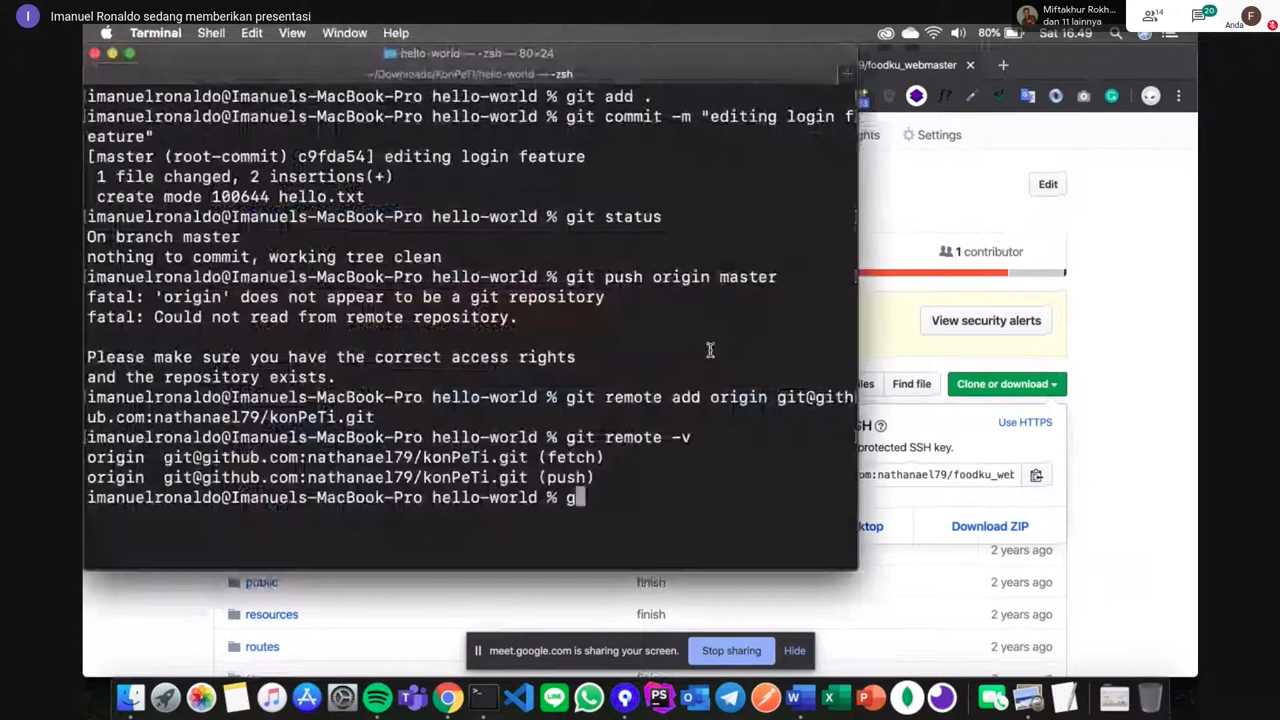 Imanuel Ronaldo sedang memberikan presentasi
Miftakhur Rokh...
dan 11 lainnya
14
20
F
Anda
Terminal Shell Edit View Window Help
80%
Sat 16.49
hello-world — -zsh — 80×24
~/Downloads/KonPeTI/hello-world — -zsh
imanuelronaldo@Imanuels-MacBook-Pro hello-world % git add .
imanuelronaldo@Imanuels-MacBook-Pro hello-world % git commit -m "editing login f
eature"
[master (root-commit) c9fda54] editing login feature
1 file changed, 2 insertions(+)
create mode 100644 hello.txt
imanuelronaldo@Imanuels-MacBook-Pro hello-world % git status
On branch master
nothing to commit, working tree clean
imanuelronaldo@Imanuels-MacBook-Pro hello-world % git push origin master
fatal: 'origin' does not appear to be a git repository
fatal: Could not read from remote repository.
Please make sure you have the correct access rights
and the repository exists.
imanuelronaldo@Imanuels-MacBook-Pro hello-world % git remote add origin git@gith
ub.com:nathanael79/konPeTi.git
imanuelronaldo@Imanuels-MacBook-Pro hello-world % git remote -v
origin git@github.com:nathanael79/konPeTi.git (fetch)
origin git@github.com:nathanael79/konPeTi.git (push)
imanuelronaldo@Imanuels-MacBook-Pro hello-world % g
/foodku_webmaster
ghts Settings
Edit
1 contributor
View security alerts
les Find file Clone or download
SH Use HTTPS
protected SSH key.
om:nathanael79/foodku_wet
ktop Download ZIP
2 years ago
public finish 2 years ago
resources finish 2 years ago
routes 2 years ago
meet.google.com is sharing your screen. Stop sharing Hide